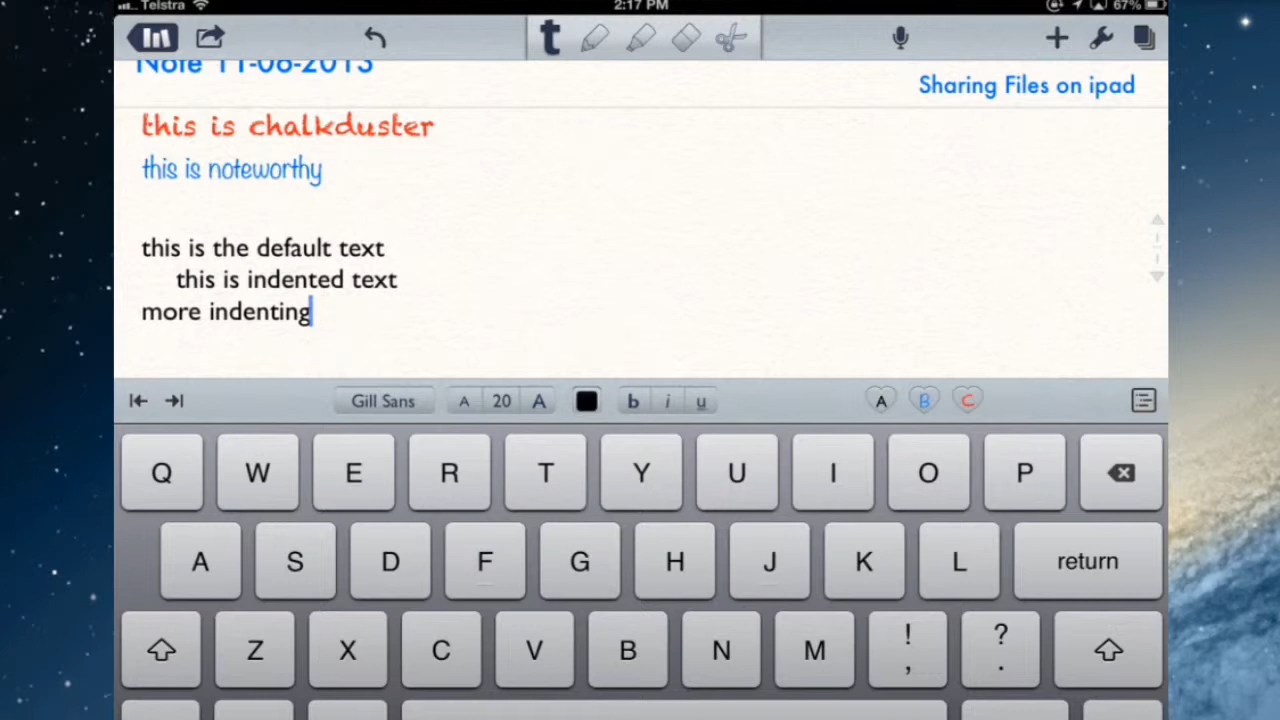 Telstra 2:17 PM 67%
t
Note 11-06-2013
Sharing Files on ipad
this is chalkduster
this is noteworthy
this is the default text
this is indented text
more indenting
Gill Sans A 20 A b i u A B C
Q W E R T Y U I O P
A S D F G H J K L return
Z X C V B N M ! , ? .